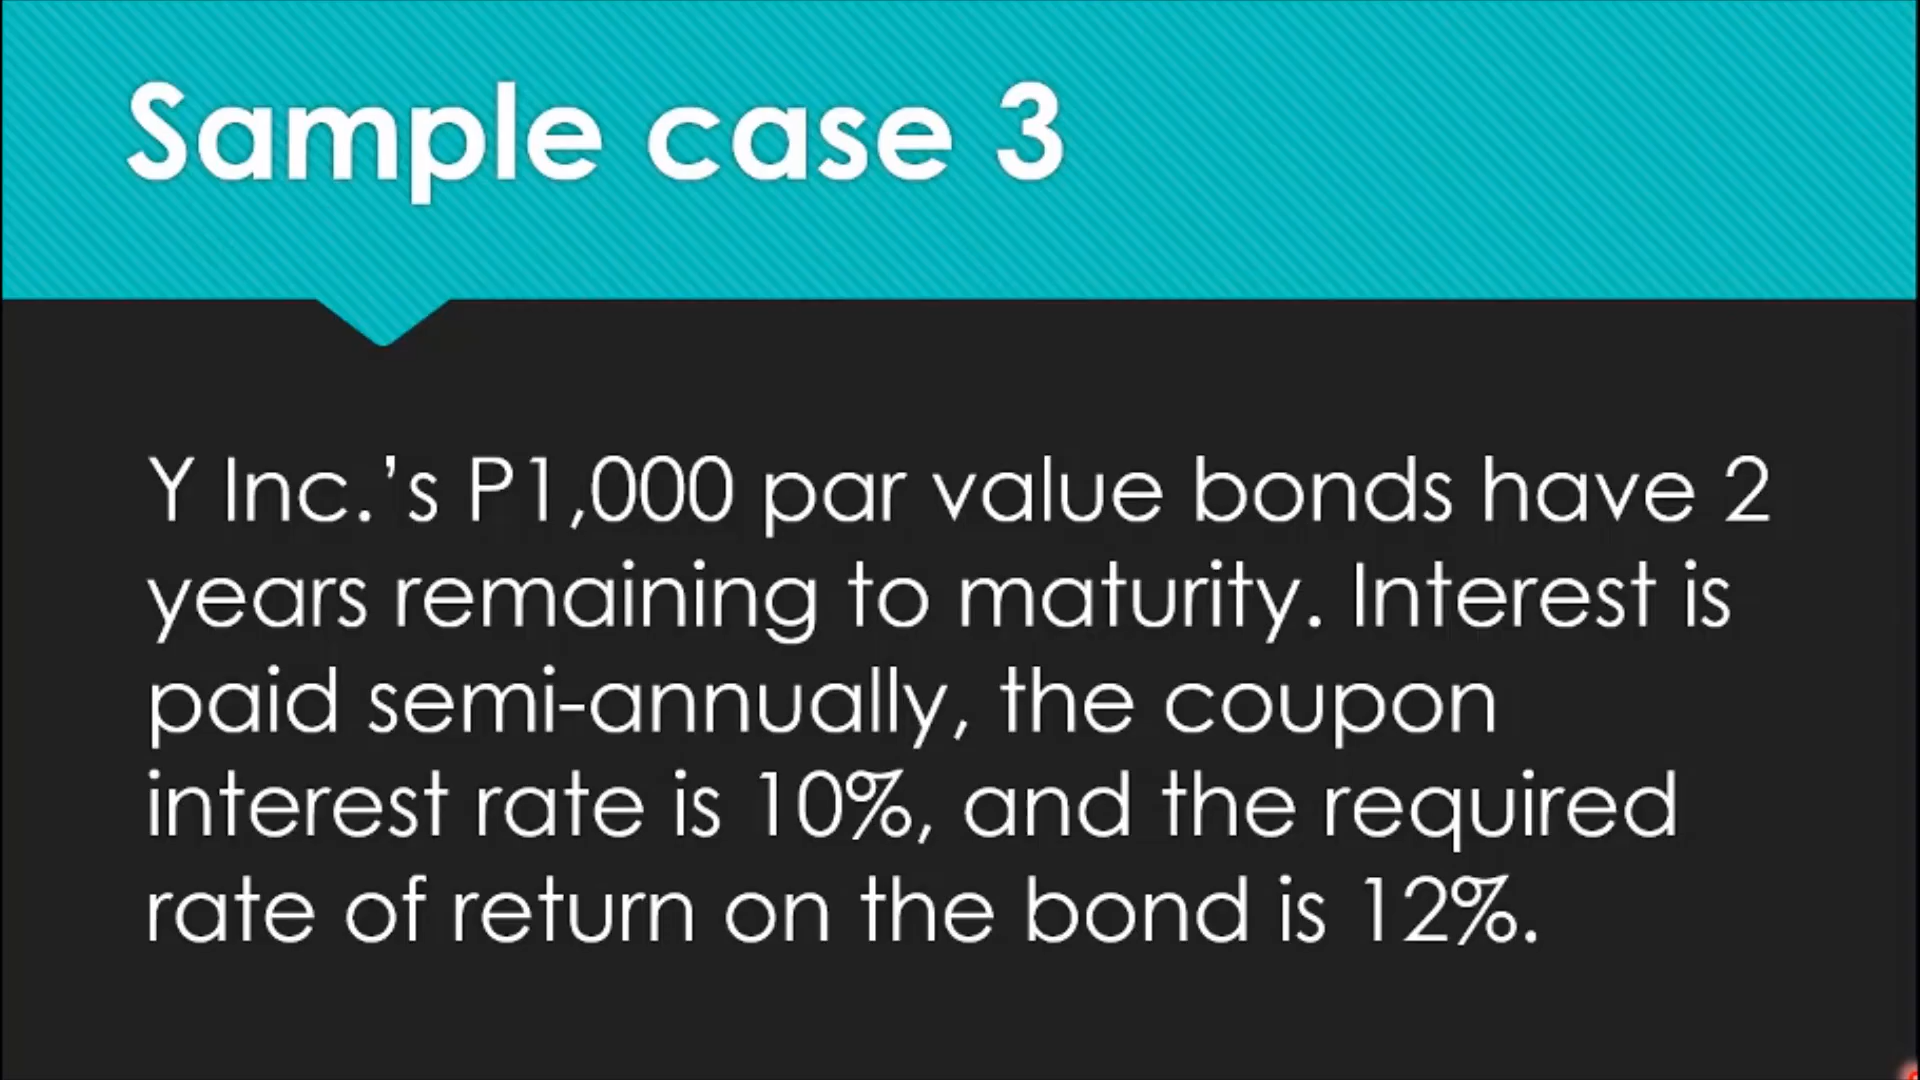 Sample case 3
Y Inc.’s P1,000 par value bonds have 2
years remaining to maturity. Interest is
paid semi-annually, the coupon
interest rate is 10%, and the required
rate of return on the bond is 12%.